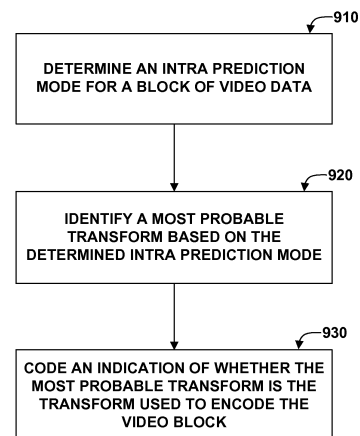 910
DETERMINE AN INTRA PREDICTION
MODE FOR A BLOCK OF VIDEO DATA
920
IDENTIFY A MOST PROBABLE
TRANSFORM BASED ON THE
DETERMINED INTRA PREDICTION MODE
930
CODE AN INDICATION OF WHETHER THE
MOST PROBABLE TRANSFORM IS THE
TRANSFORM USED TO ENCODE THE
VIDEO BLOCK